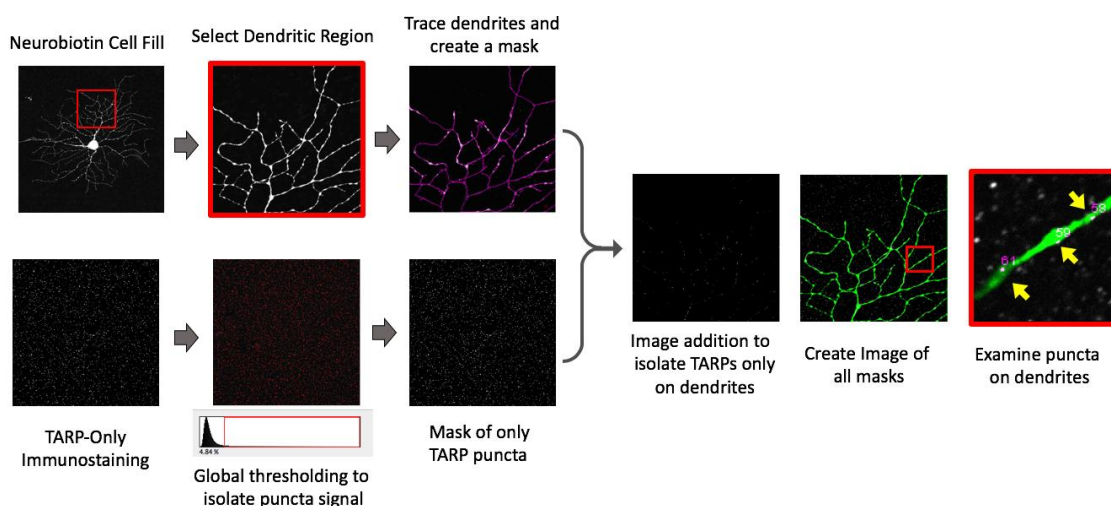 Neurobiotin Cell Fill
Select Dendritic Region
Trace dendrites and
create a mask
TARP-Only
Immunostaining
4.84 %
Global thresholding to
isolate puncta signal
Mask of only
TARP puncta
Image addition to
isolate TARPs only
on dendrites
Create Image of
all masks
58
59
61
Examine puncta
on dendrites